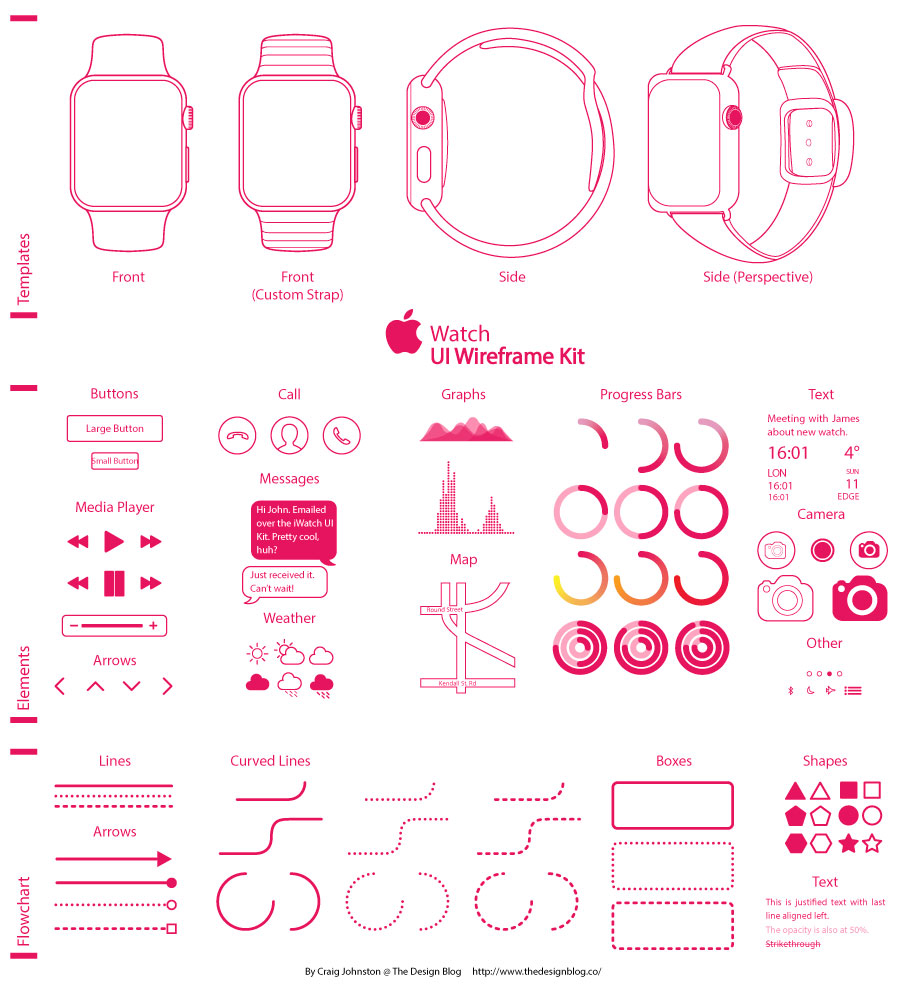 Templates
Front
Front
(Custom Strap)
Side
Side (Perspective)
Watch
UI Wireframe Kit
Elements
Buttons
Large Button
Small Button
Media Player
Arrows
Call
Messages
Hi John. Emailed
over the iWatch UI
Kit. Pretty cool,
huh?
Just received it.
Can't wait!
Weather
Graphs
Map
Round Street
Kendall St. Rd
Progress Bars
Text
Meeting with James
about new watch.
16:01 4°
LON SUN
16:01 11
16:01 EDGE
Camera
Other
Flowchart
Lines
Arrows
Curved Lines
Boxes
Shapes
Text
This is justified text with last
line aligned left.
The opacity is also at 50%.
Strikethrough
By Craig Johnston @ The Design Blog http://www.thedesignblog.co/